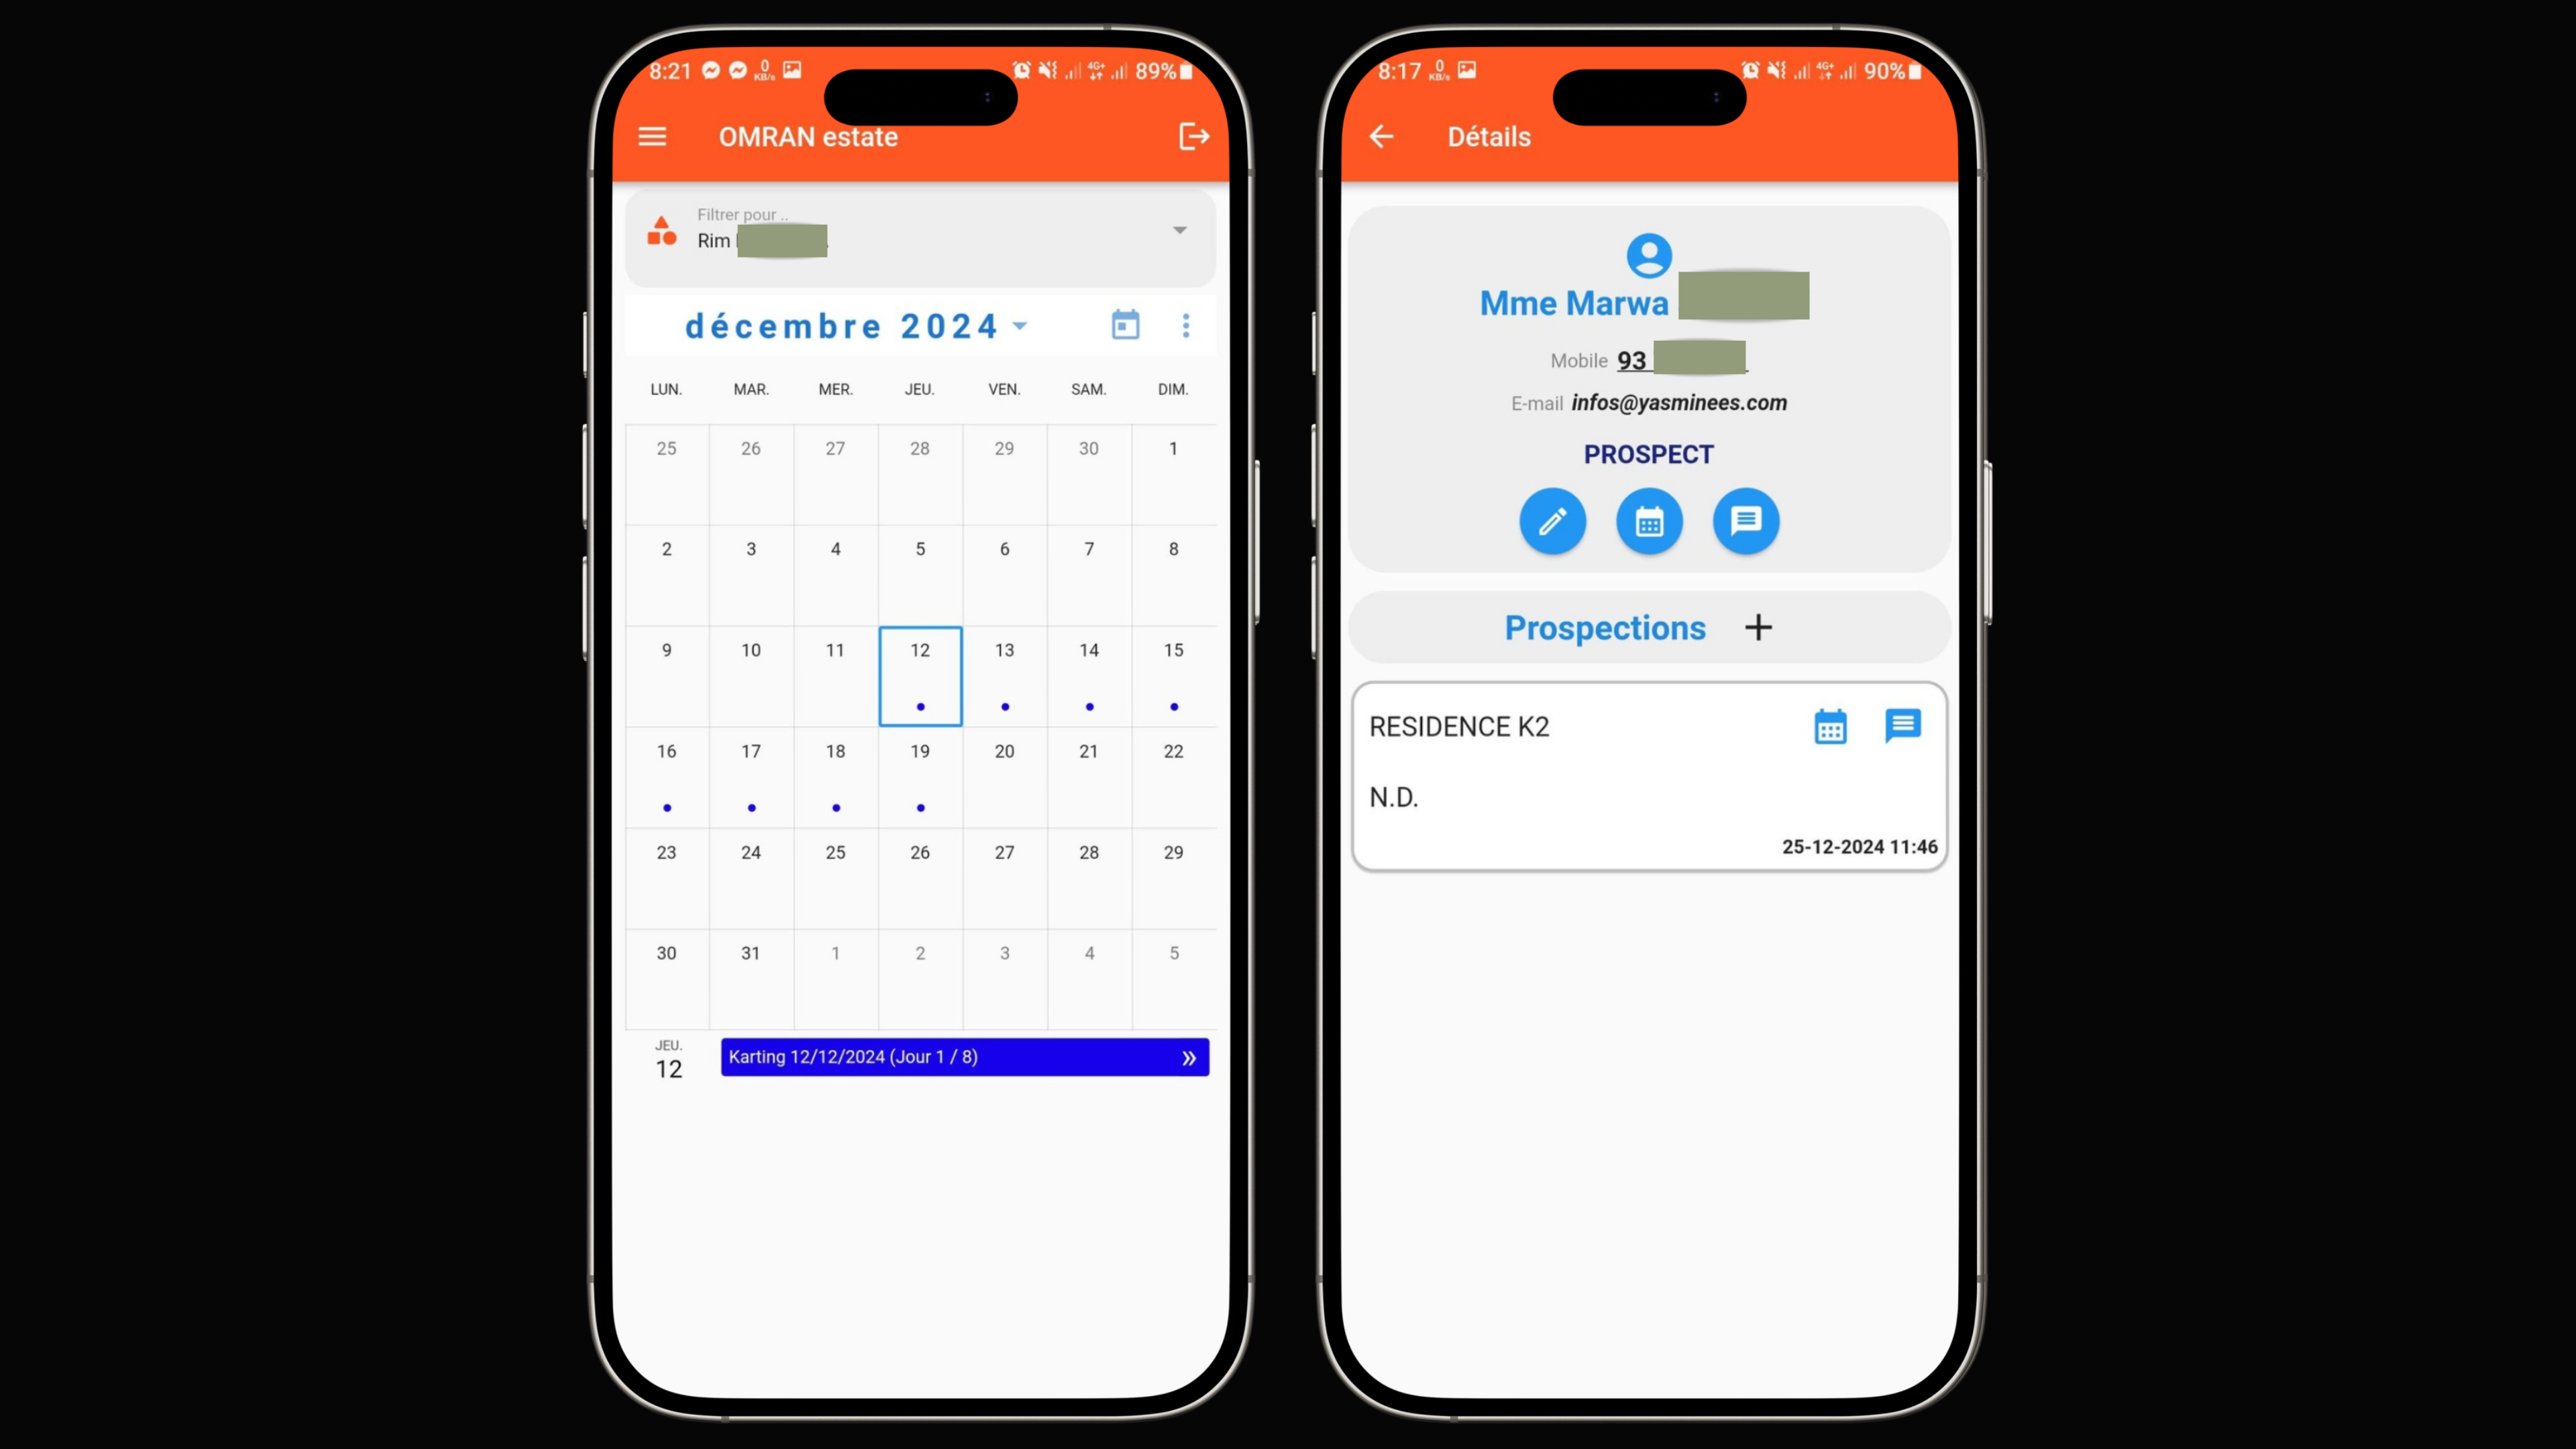 8:21 0 KB/s 4G+ 89%
OMRAN estate
Filtrer pour ..
Rim
décembre 2024
LUN. MAR. MER. JEU. VEN. SAM. DIM.
25 26 27 28 29 30 1
2 3 4 5 6 7 8
9 10 11 12 13 14 15
16 17 18 19 20 21 22
23 24 25 26 27 28 29
30 31 1 2 3 4 5
JEU.
12
Karting 12/12/2024 (Jour 1 / 8)
8:17 0 KB/s 4G+ 90%
Détails
Mme Marwa
Mobile 93
E-mail infos@yasminees.com
PROSPECT
Prospections +
RESIDENCE K2
N.D.
25-12-2024 11:46